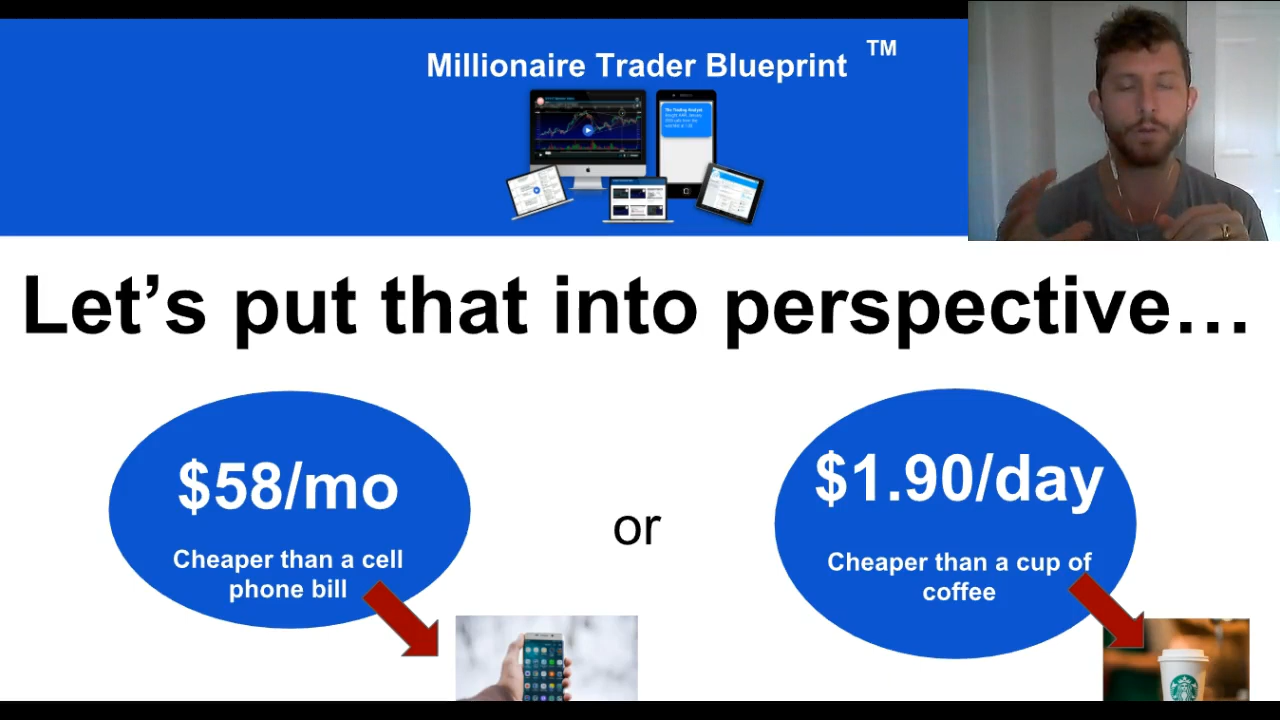 Millionaire Trader Blueprint TM
Let's put that into perspective…
$58/mo
Cheaper than a cell
phone bill
or
$1.90/day
Cheaper than a cup of
coffee